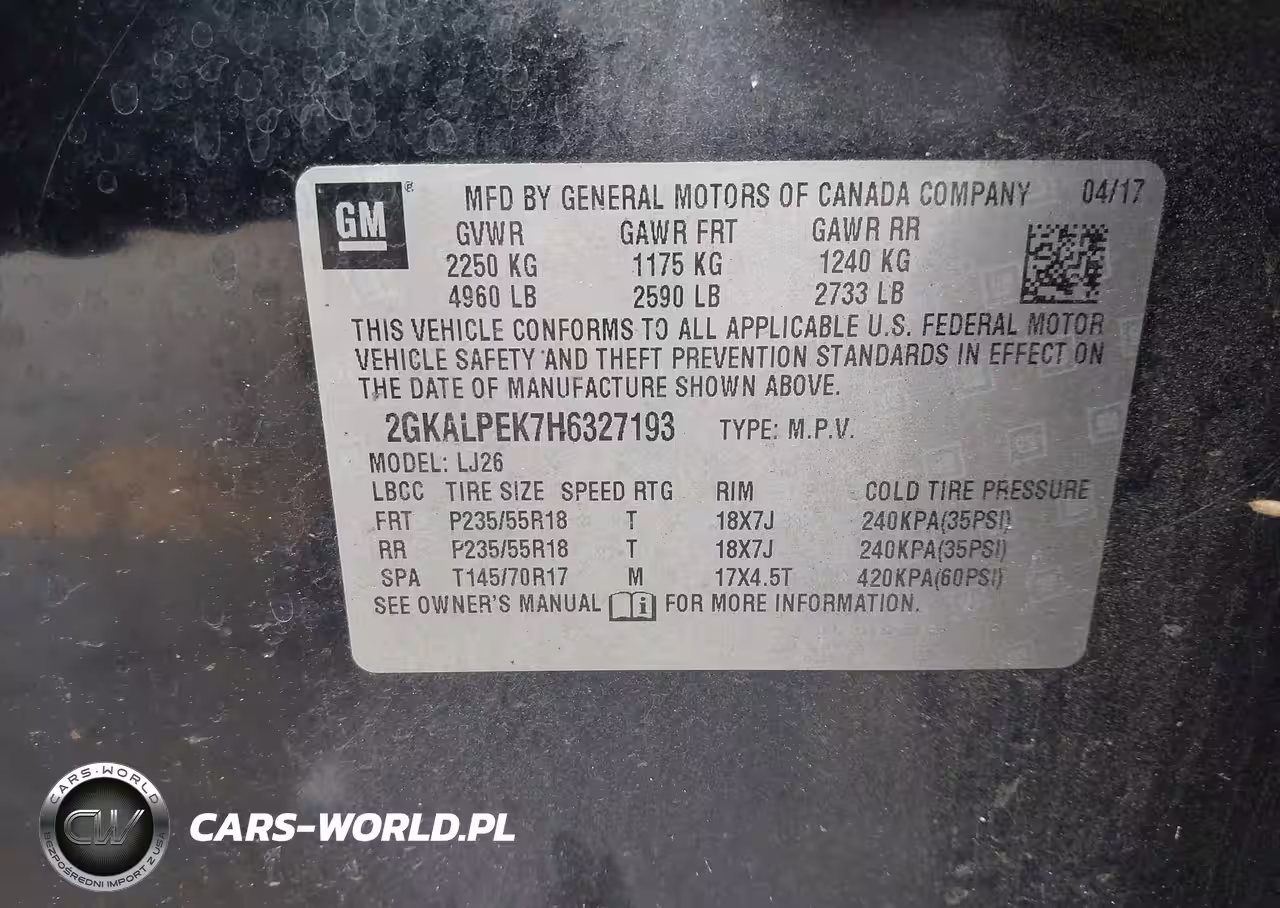 GM ®
MFD BY GENERAL MOTORS OF CANADA COMPANY 04/17
GVWR GAWR FRT GAWR RR
2250 KG 1175 KG 1240 KG
4960 LB 2590 LB 2733 LB
THIS VEHICLE CONFORMS TO ALL APPLICABLE U.S. FEDERAL MOTOR
VEHICLE SAFETY AND THEFT PREVENTION STANDARDS IN EFFECT ON
THE DATE OF MANUFACTURE SHOWN ABOVE.
2GKALPEK7H6327193 TYPE: M.P.V.
MODEL: LJ26
LBCC TIRE SIZE SPEED RTG RIM COLD TIRE PRESSURE
FRT P235/55R18 T 18X7J 240KPA(35PSI)
RR P235/55R18 T 18X7J 240KPA(35PSI)
SPA T145/70R17 M 17X4.5T 420KPA(60PSI)
SEE OWNER'S MANUAL FOR MORE INFORMATION.
CARS-WORLD
CW
BEZPOŚREDNI IMPORT Z USA
CARS-WORLD.PL